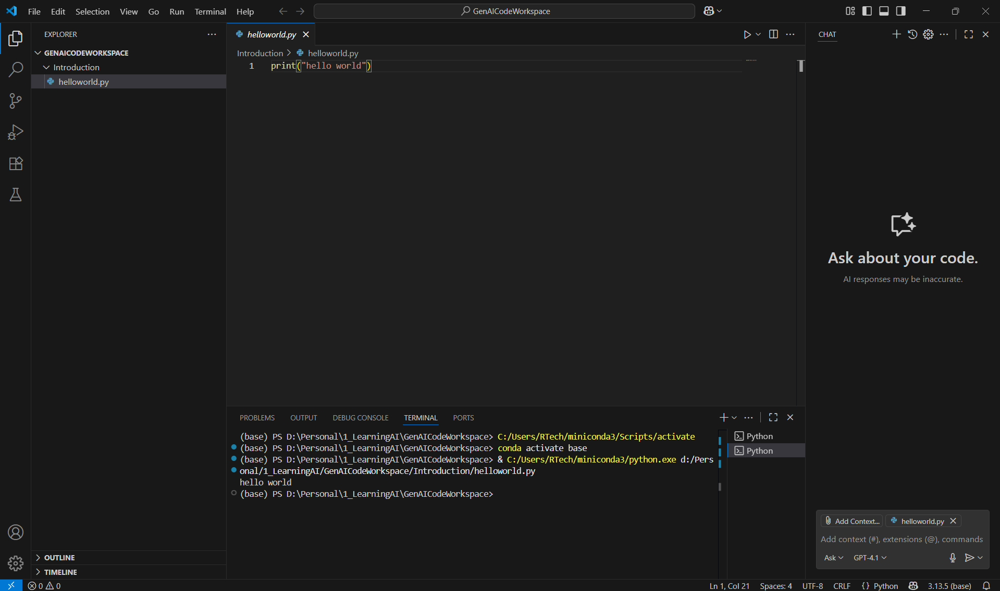 File Edit Selection View Go Run Terminal Help
GenAICodeWorkspace
EXPLORER
GENAICODEWORKSPACE
Introduction
helloworld.py
OUTLINE
TIMELINE
helloworld.py
Introduction > helloworld.py
1 print("hello world")
PROBLEMS OUTPUT DEBUG CONSOLE TERMINAL PORTS
(base) PS D:\Personal\1_LearningAI\GenAICodeWorkspace> C:/Users/RTech/miniconda3/Scripts/activate
(base) PS D:\Personal\1_LearningAI\GenAICodeWorkspace> conda activate base
(base) PS D:\Personal\1_LearningAI\GenAICodeWorkspace> & C:/Users/RTech/miniconda3/python.exe d:/Pers
onal/1_LearningAI/GenAICodeWorkspace/Introduction/helloworld.py
hello world
(base) PS D:\Personal\1_LearningAI\GenAICodeWorkspace>
Python
Python
CHAT
Ask about your code.
AI responses may be inaccurate.
Add Context... helloworld.py
Add context (#), extensions (@), commands
Ask GPT-4.1
0 0
Ln 1, Col 21 Spaces: 4 UTF-8 CRLF {} Python 3.13.5 (base)